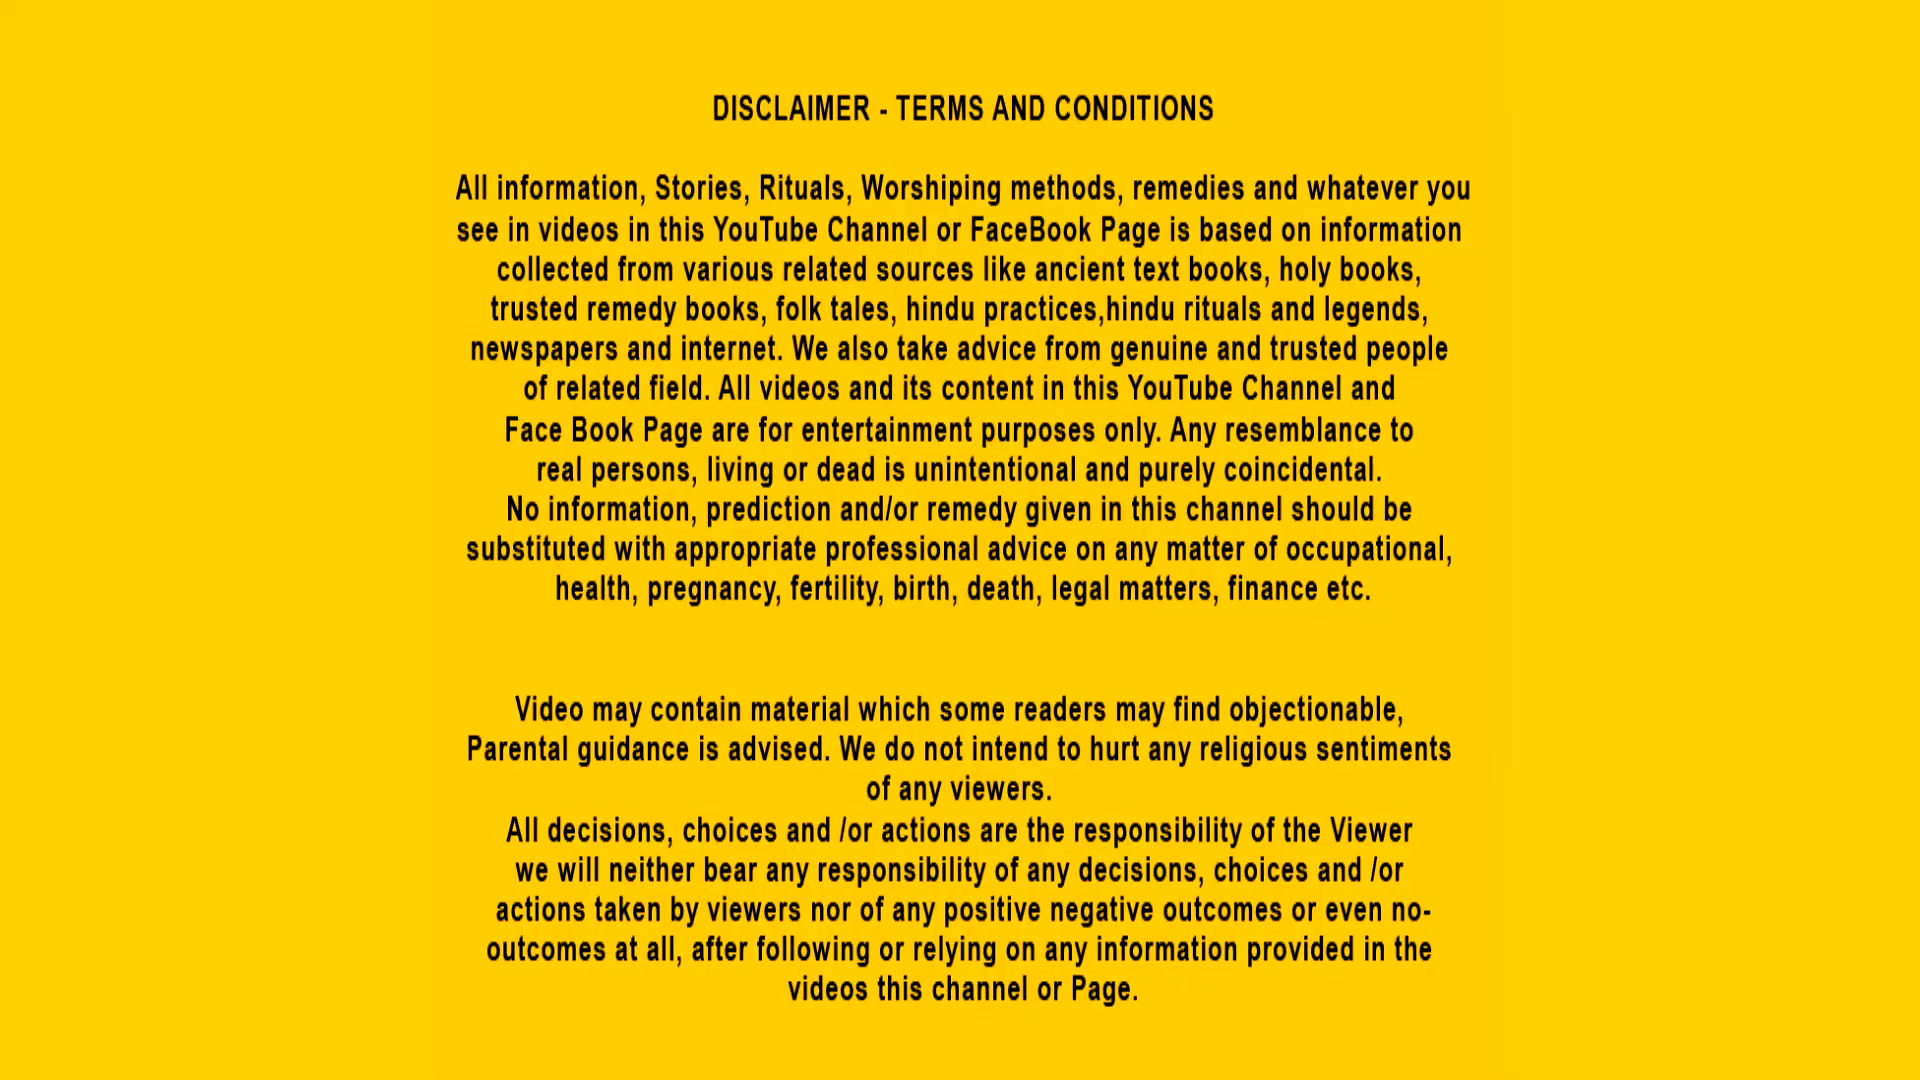 DISCLAIMER - TERMS AND CONDITIONS
All information, Stories, Rituals, Worshiping methods, remedies and whatever you
see in videos in this YouTube Channel or FaceBook Page is based on information
collected from various related sources like ancient text books, holy books,
trusted remedy books, folk tales, hindu practices,hindu rituals and legends,
newspapers and internet. We also take advice from genuine and trusted people
of related field. All videos and its content in this YouTube Channel and
Face Book Page are for entertainment purposes only. Any resemblance to
real persons, living or dead is unintentional and purely coincidental.
No information, prediction and/or remedy given in this channel should be
substituted with appropriate professional advice on any matter of occupational,
health, pregnancy, fertility, birth, death, legal matters, finance etc.
Video may contain material which some readers may find objectionable,
Parental guidance is advised. We do not intend to hurt any religious sentiments
of any viewers.
All decisions, choices and /or actions are the responsibility of the Viewer
we will neither bear any responsibility of any decisions, choices and /or
actions taken by viewers nor of any positive negative outcomes or even no-
outcomes at all, after following or relying on any information provided in the
videos this channel or Page.